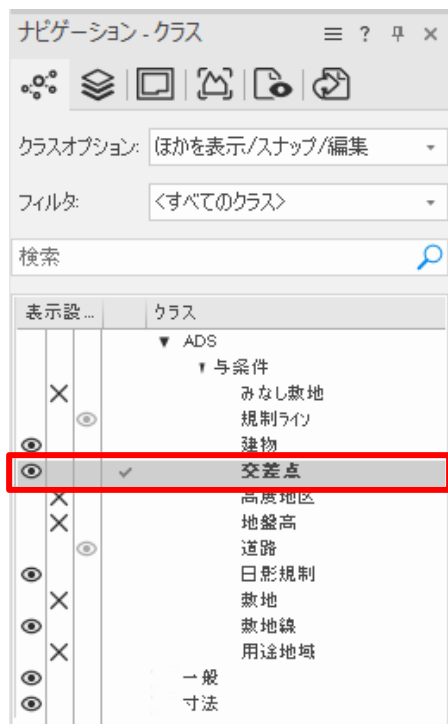 ナビゲーション - クラス
クラスオプション: ほかを表示/スナップ/編集
フィルタ: <すべてのクラス>
検索
表示設... クラス
ADS
与条件
みなし敷地
規制ライン
建物
交差点
高度地区
地盤高
道路
日影規制
敷地
敷地線
用途地域
一般
寸法